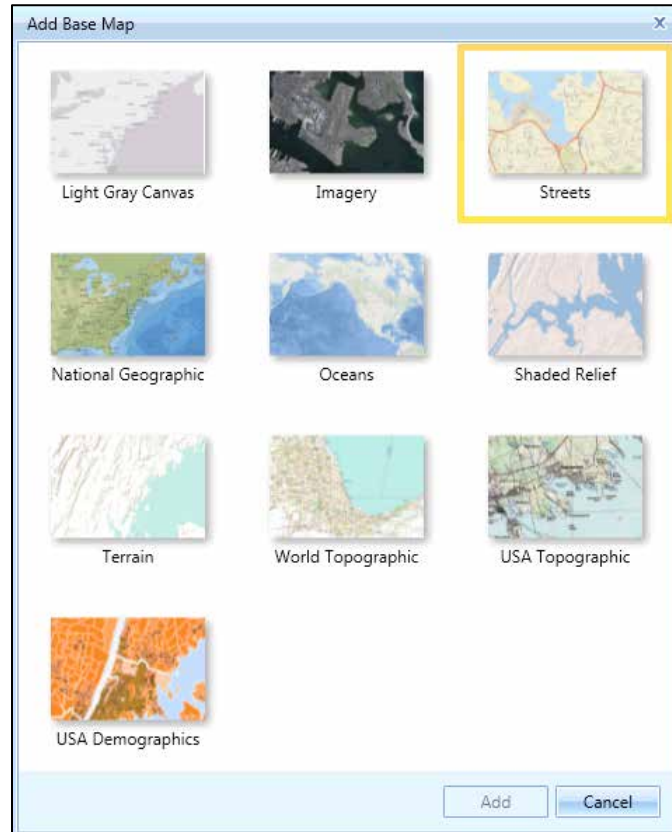 Add Base Map
Light Gray Canvas
Imagery
Streets
National Geographic
Oceans
Shaded Relief
Terrain
World Topographic
USA Topographic
USA Demographics
Add
Cancel